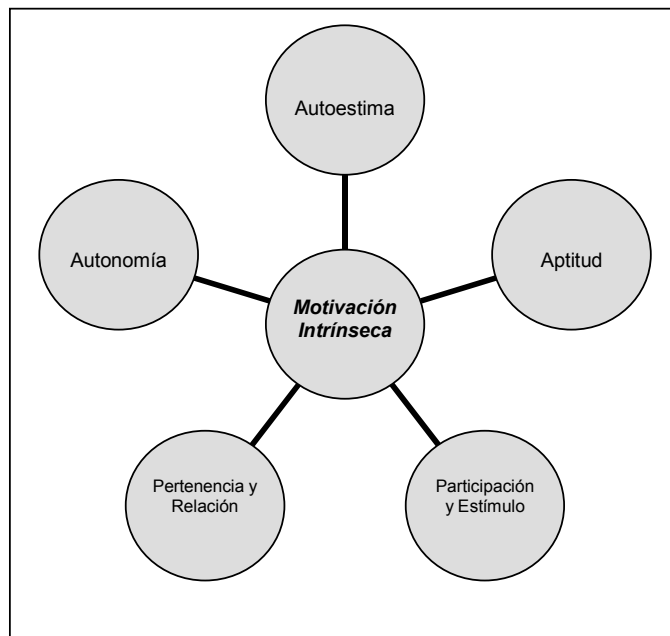 Autoestima
Autonomía
Aptitud
Motivación
Intrínseca
Pertenencia y
Relación
Participación
y Estímulo